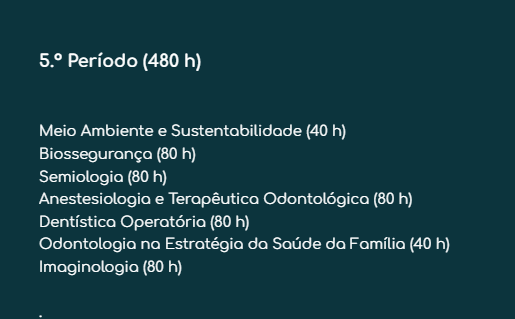 5.º Período (480 h)
Meio Ambiente e Sustentabilidade (40 h)
Biossegurança (80 h)
Semiologia (80 h)
Anestesiologia e Terapêutica Odontológica (80 h)
Dentística Operatória (80 h)
Odontologia na Estratégia da Saúde da Família (40 h)
Imaginologia (80 h)
.